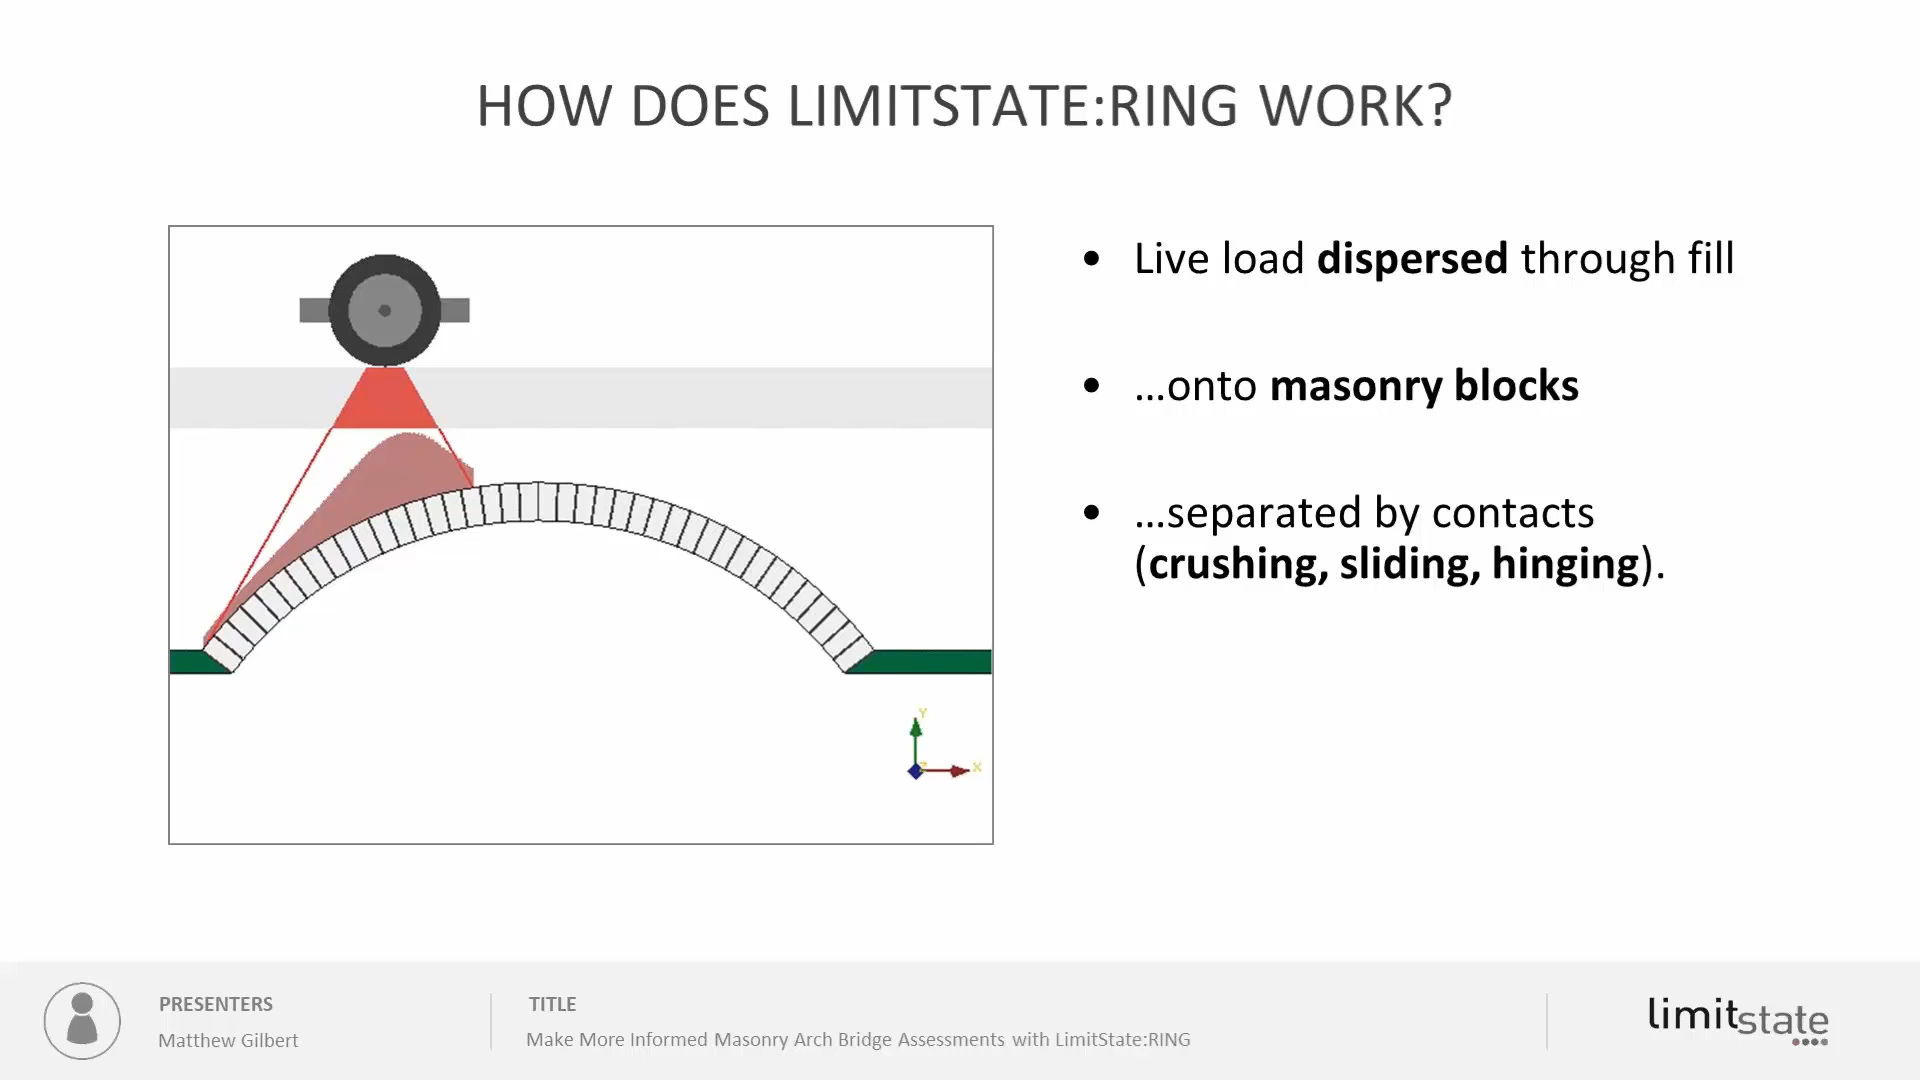 HOW DOES LIMITSTATE:RING WORK?
• Live load dispersed through fill
• …onto masonry blocks
• …separated by contacts
(crushing, sliding, hinging).
Y
Z
X
PRESENTERS
Matthew Gilbert
TITLE
Make More Informed Masonry Arch Bridge Assessments with LimitState:RING
limitstate